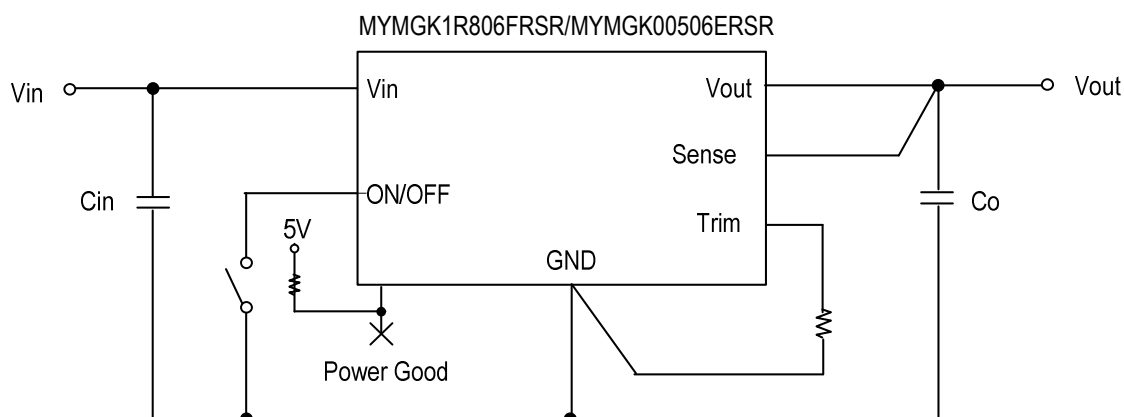 MYMGK1R806FRSR/MYMGK00506ERSR
Vin
Vin
Vout
Vout
Sense
Cin
ON/OFF
Co
Trim
5V
GND
Power Good